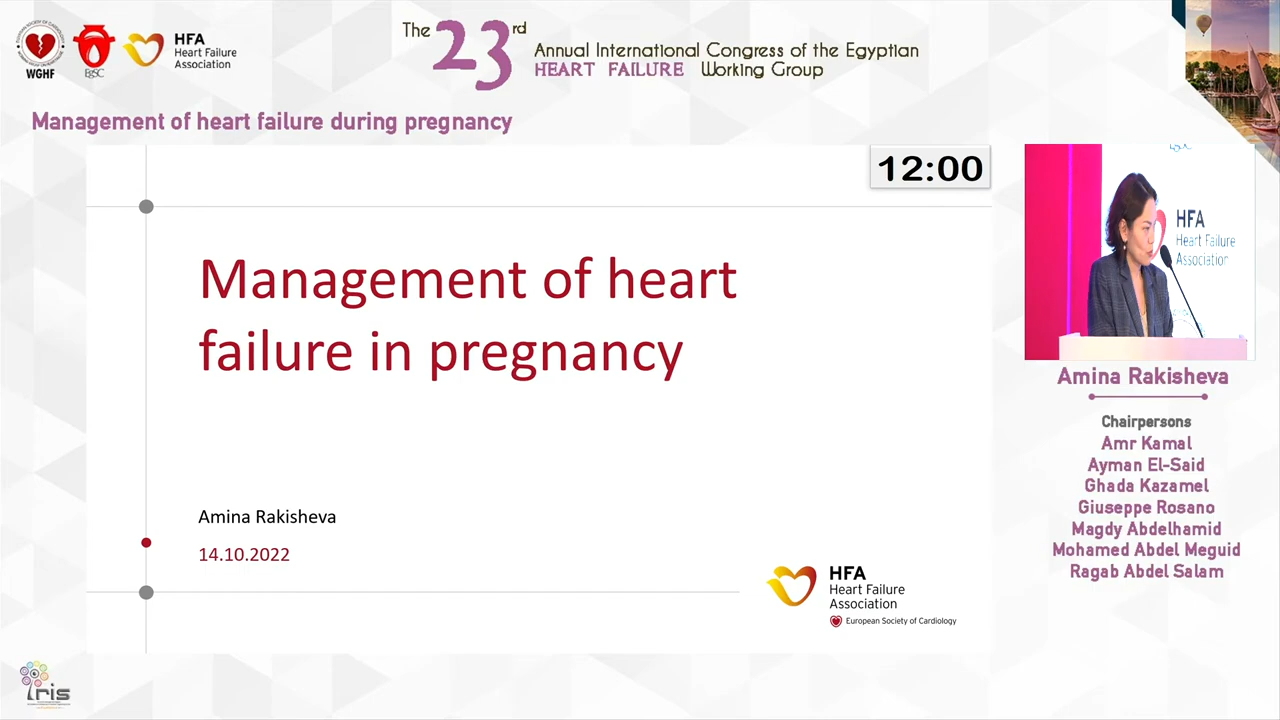 WGHF
EgSC
HFA
Heart Failure
Association
The 23rd
Annual International Congress of the Egyptian
HEART FAILURE Working Group
Management of heart failure during pregnancy
12:00
Management of heart
failure in pregnancy
Amina Rakisheva
14.10.2022
HFA
Heart Failure
Association
European Society of Cardiology
HFA
Heart Failure
Association
Amina Rakisheva
Chairpersons
Amr Kamal
Ayman El-Said
Ghada Kazamel
Giuseppe Rosano
Magdy Abdelhamid
Mohamed Abdel Meguid
Ragab Abdel Salam
iris